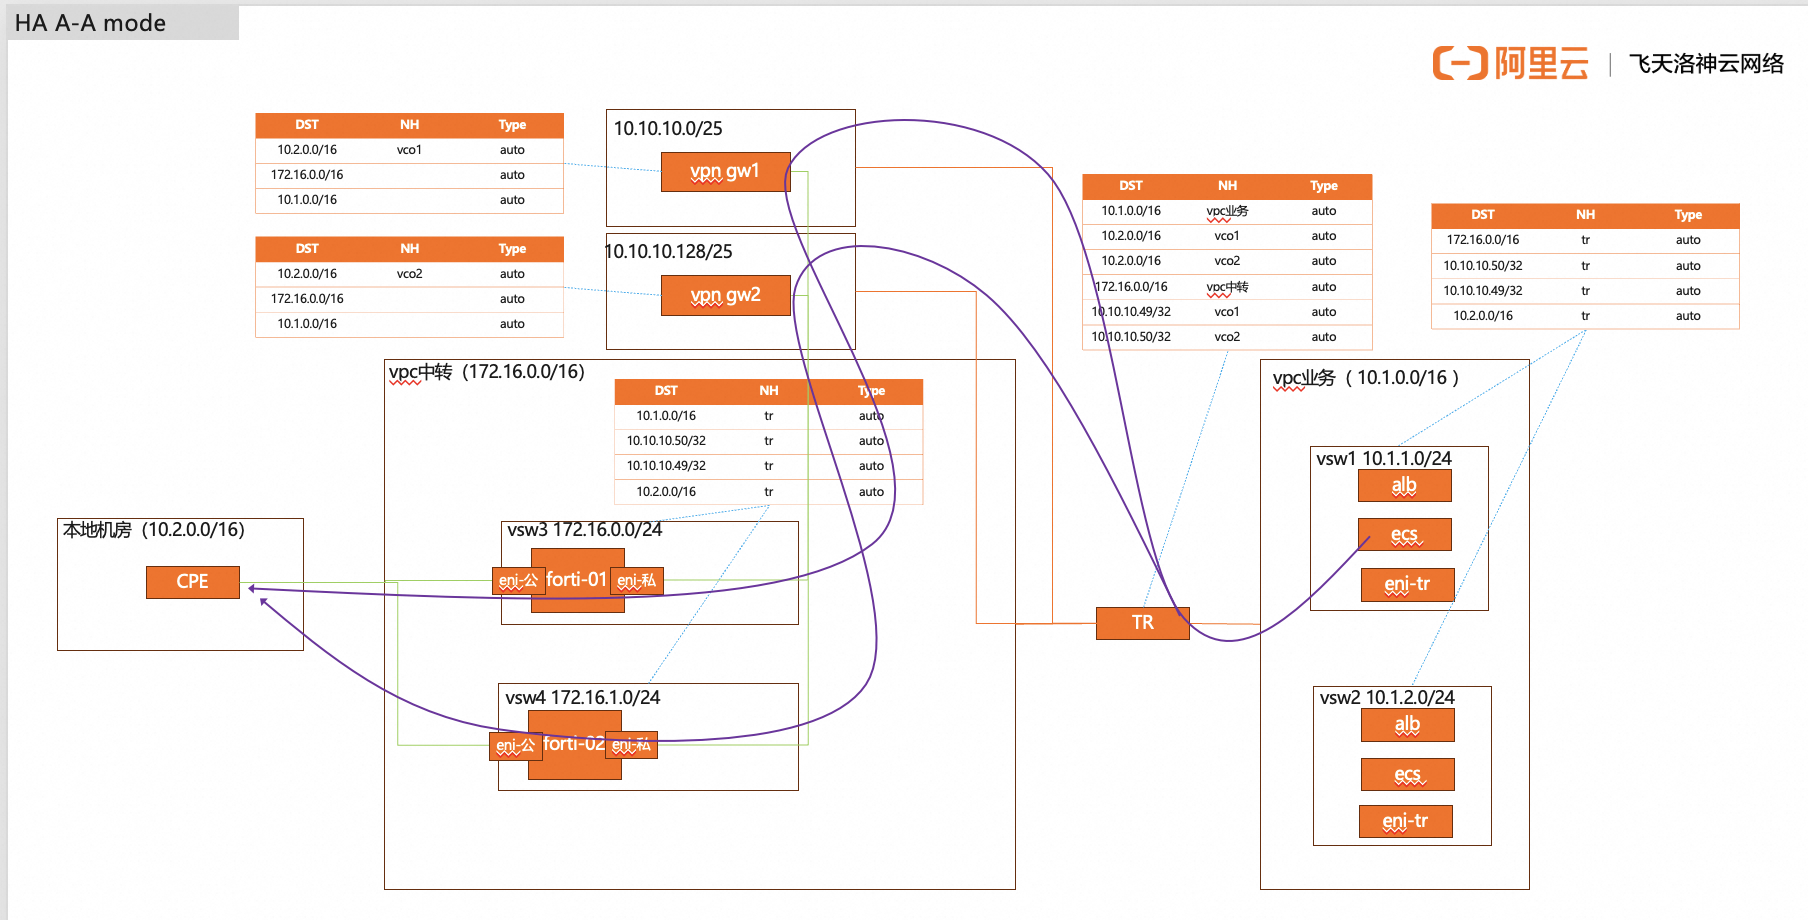 HA A-A mode
阿里云 | 飞天洛神云网络
DST NH Type
10.2.0.0/16 vco1 auto
172.16.0.0/16 auto
10.1.0.0/16 auto
DST NH Type
10.2.0.0/16 vco2 auto
172.16.0.0/16 auto
10.1.0.0/16 auto
10.10.10.0/25
vpn gw1
10.10.10.128/25
vpn gw2
DST NH Type
10.1.0.0/16 vpc业务 auto
10.2.0.0/16 vco1 auto
10.2.0.0/16 vco2 auto
172.16.0.0/16 vpc中转 auto
10.10.10.49/32 vco1 auto
10.10.10.50/32 vco2 auto
DST NH Type
172.16.0.0/16 tr auto
10.10.10.50/32 tr auto
10.10.10.49/32 tr auto
10.2.0.0/16 tr auto
vpc中转（172.16.0.0/16）
DST NH Type
10.1.0.0/16 tr auto
10.10.10.50/32 tr auto
10.10.10.49/32 tr auto
10.2.0.0/16 tr auto
本地机房（10.2.0.0/16）
CPE
vsw3 172.16.0.0/24
eni-公 forti-01 eni-私
vsw4 172.16.1.0/24
eni-公 forti-02 eni-私
TR
vpc业务（ 10.1.0.0/16 ）
vsw1 10.1.1.0/24
alb
ecs
eni-tr
vsw2 10.1.2.0/24
alb
ecs
eni-tr